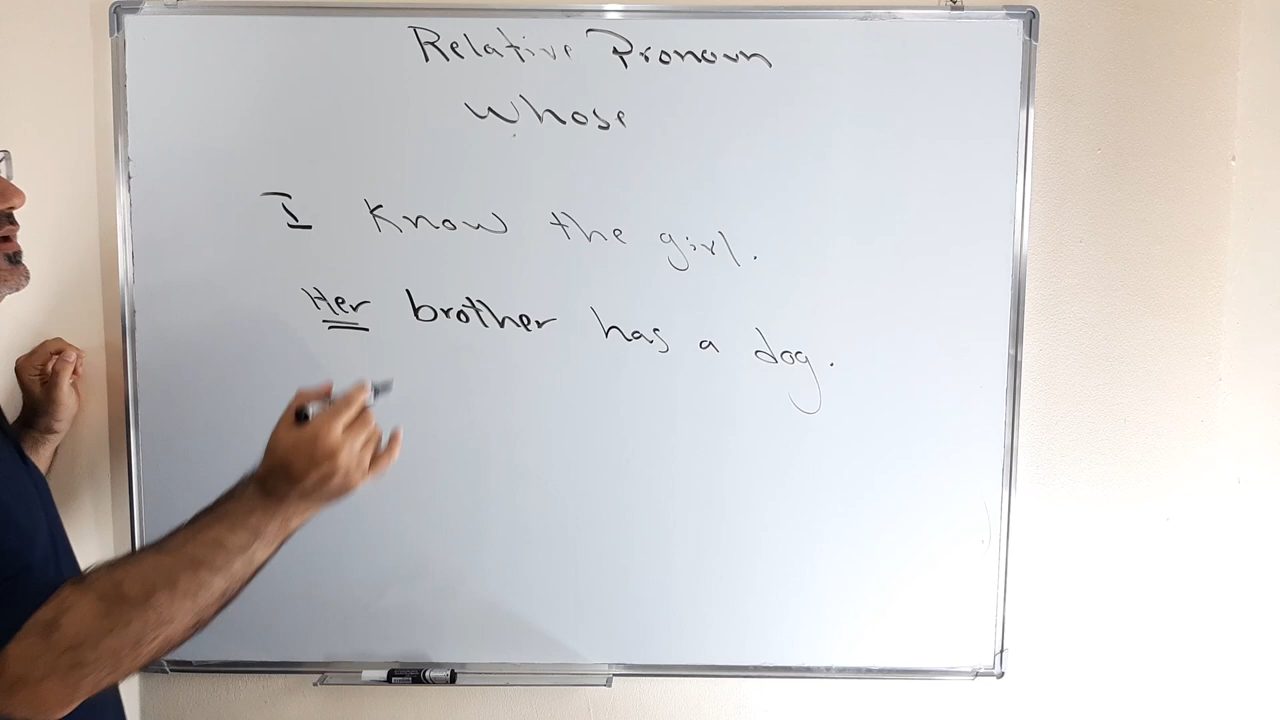 Relative Pronoun
Whose
I know the girl.
Her brother has a dog.